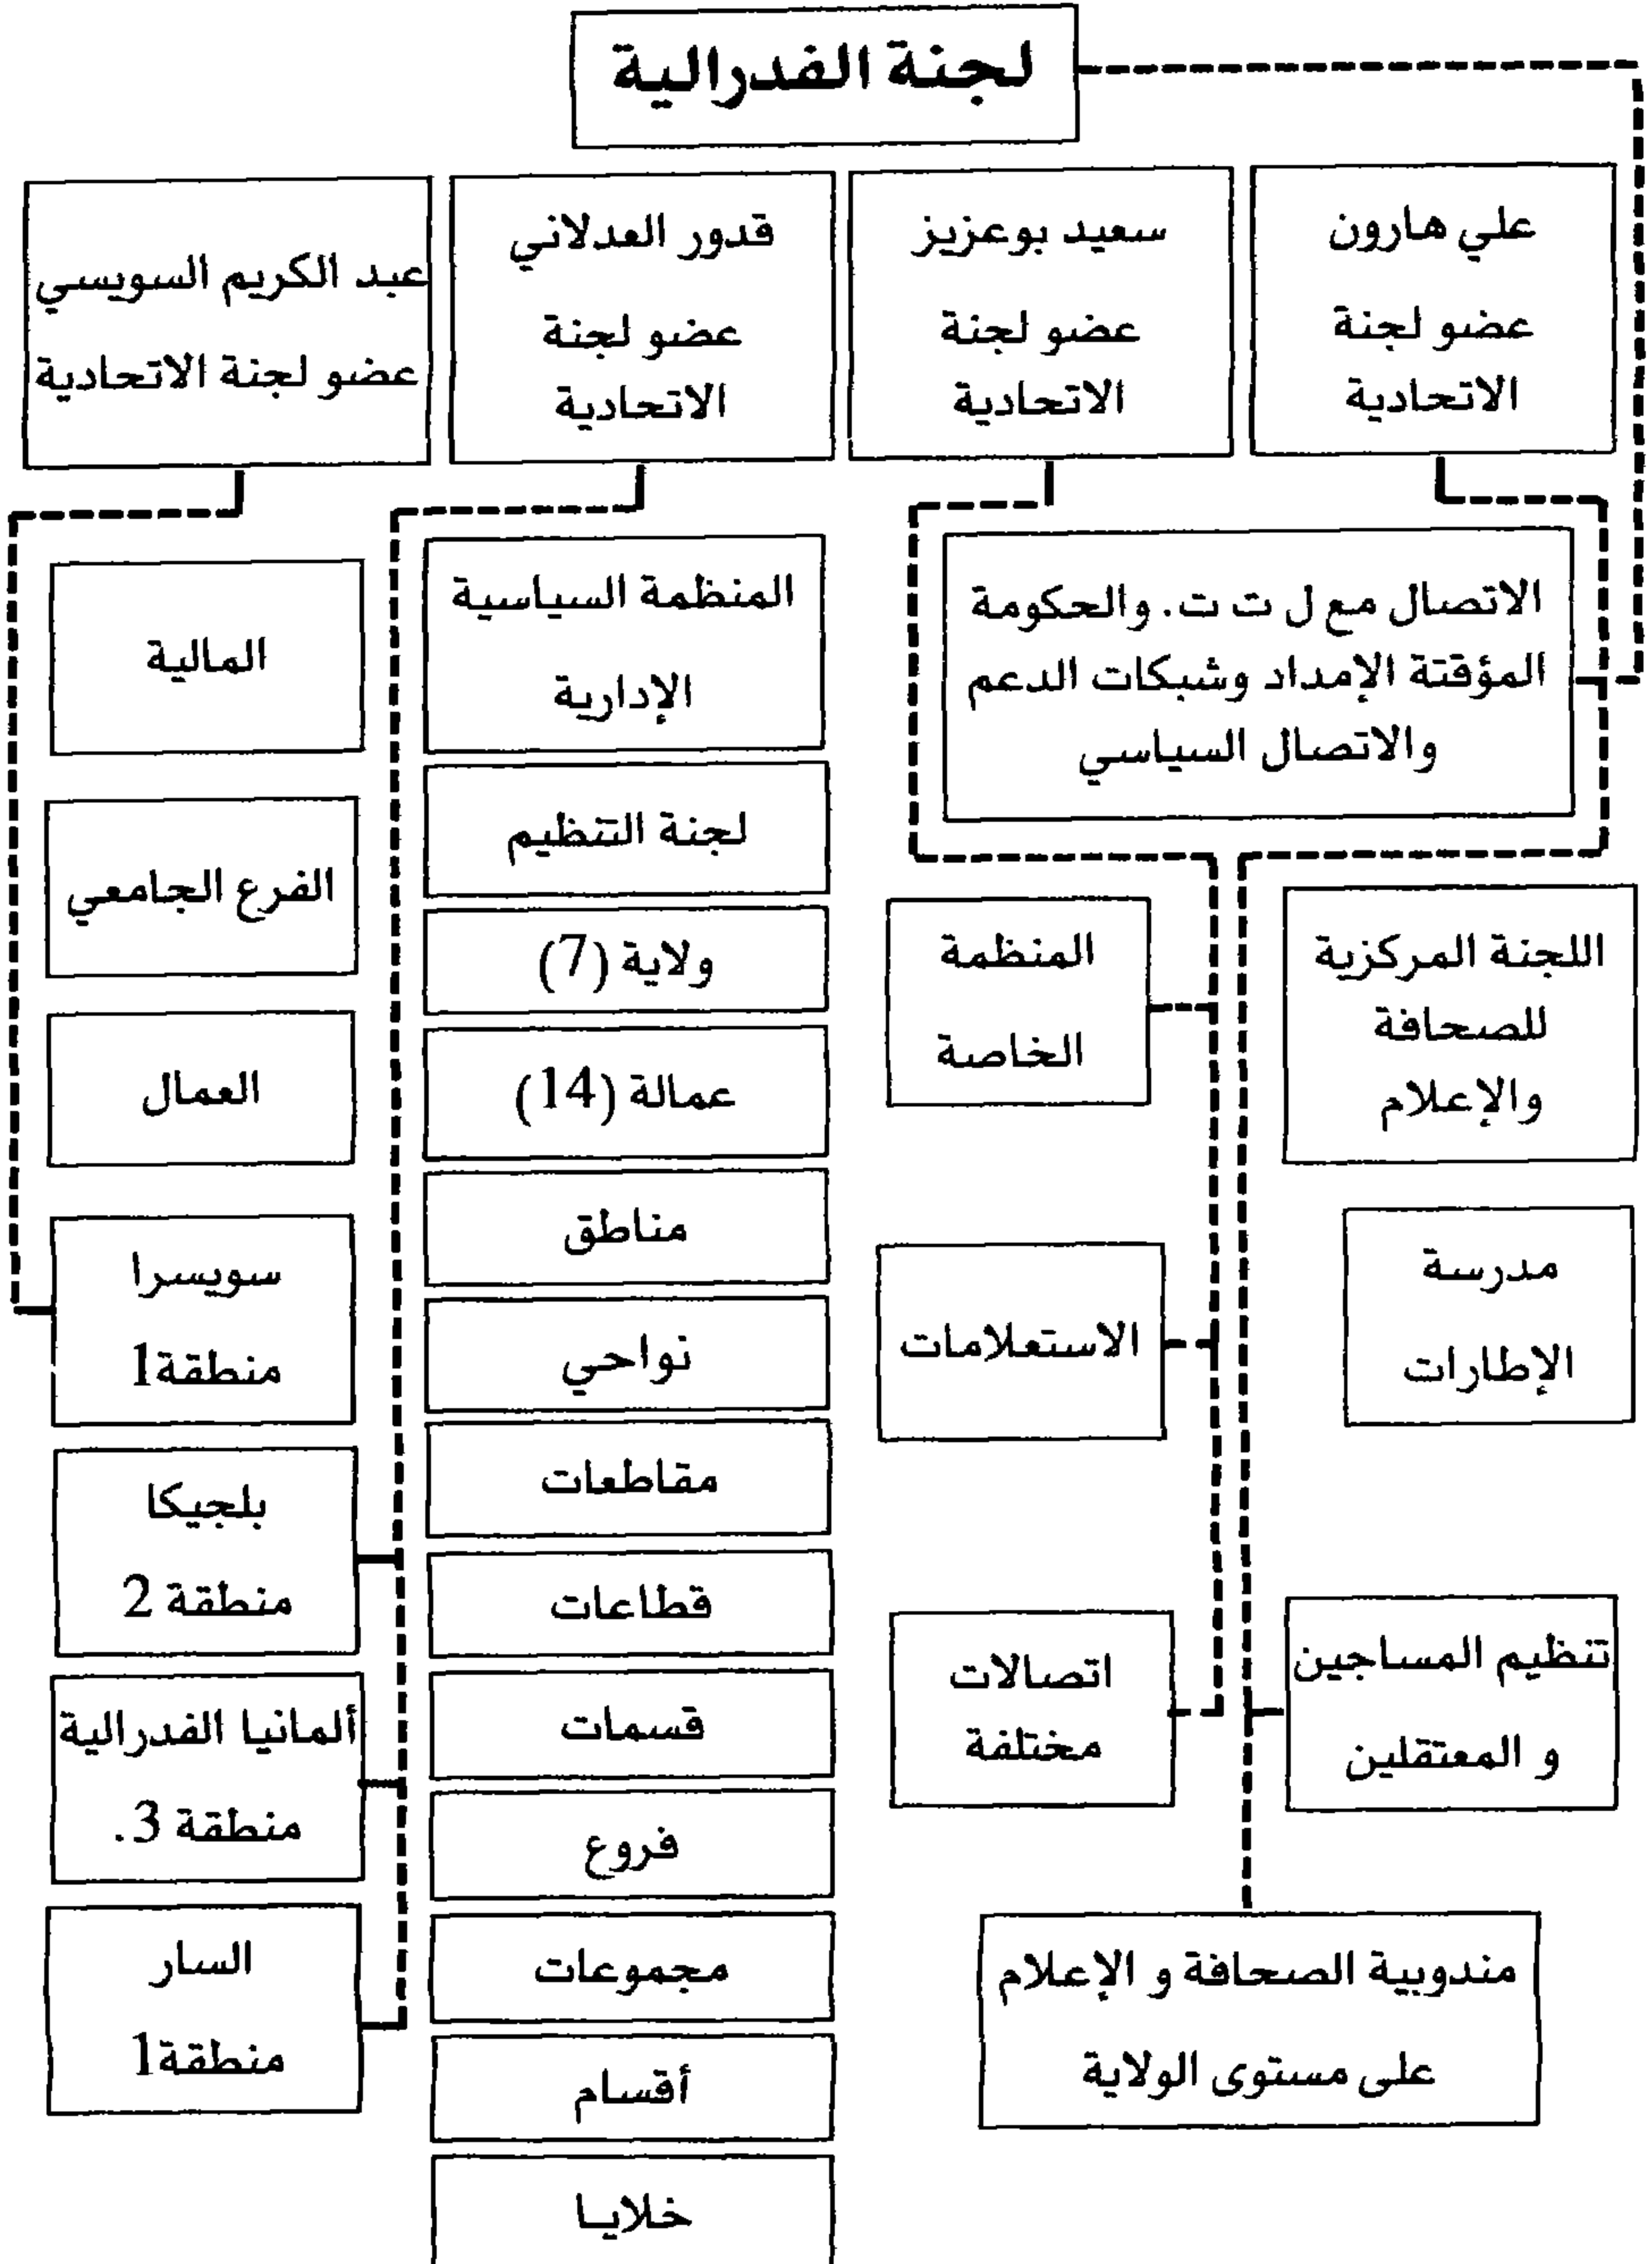 لجنة الفدرالية
علي هارون
عضو لجنة
الاتحادية
سعيد بوعزيز
عضو لجنة
الاتحادية
قدور العدلاني
عضو لجنة
الاتحادية
عبد الكريم السويسي
عضو لجنة الاتحادية
الاتصال مع ل ت ت. والحكومة
المؤقتة الإمداد وشبكات الدعم
والاتصال السياسي
اللجنة المركزية
للصحافة
والإعلام
مدرسة
الإطارات
تنظيم المساجين
و المعتقلين
مندوبية الصحافة و الإعلام
على مستوى الولاية
المنظمة
الخاصة
الاستعلامات
اتصالات
مختلفة
المنظمة السياسية
الإدارية
لجنة التنظيم
ولاية (7)
عمالة (14)
مناطق
نواحي
مقاطعات
قطاعات
قسمات
فروع
مجموعات
أقسام
خلايا
المالية
الفرع الجامعي
العمال
سويسرا
منطقة1
بلجيكا
منطقة 2
ألمانيا الفدرالية
منطقة 3.
السار
منطقة1